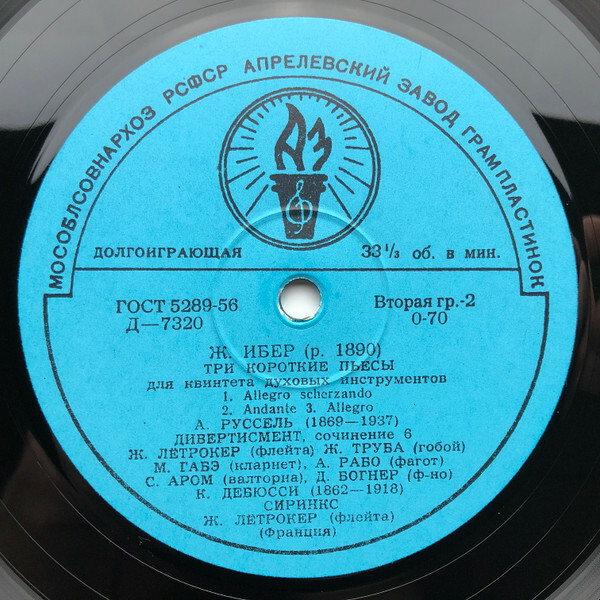 МОСОБЛСОВНАРХОЗ РСФСР АПРЕЛЕВСКИЙ ЗАВОД ГРАМПЛАСТИНОК
АЗ
ДОЛГОИГРАЮЩАЯ 33 1/3 об. в мин.
ГОСТ 5289-56 Вторая гр.-2
Д—7320 0-70
Ж. ИБЕР (р. 1890)
ТРИ КОРОТКИЕ ПЬЕСЫ
для квинтета духовых инструментов
1. Allegro scherzando
2. Andante 3. Allegro
А. РУССЕЛЬ (1869—1937)
ДИВЕРТИСМЕНТ, сочинение 6
Ж. ЛЕТРОКЕР (флейта) Ж. ТРУБА (гобой)
М. ГАБЭ (кларнет), А. РАБО (фагот)
С. АРОМ (валторна), Д. ВОГНЕР (ф-но)
К. ДЕБЮССИ (1862—1918)
СИРИНКС
Ж. ЛЕТРОКЕР (флейта)
(Франция)